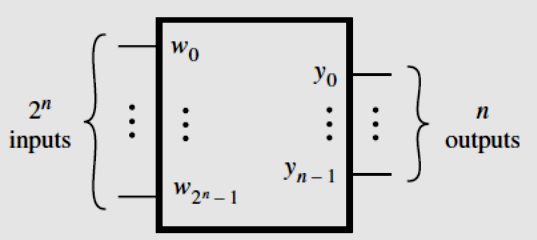 2ⁿ
inputs
w₀
w₂ⁿ₋₁
y₀
yₙ₋₁
n
outputs